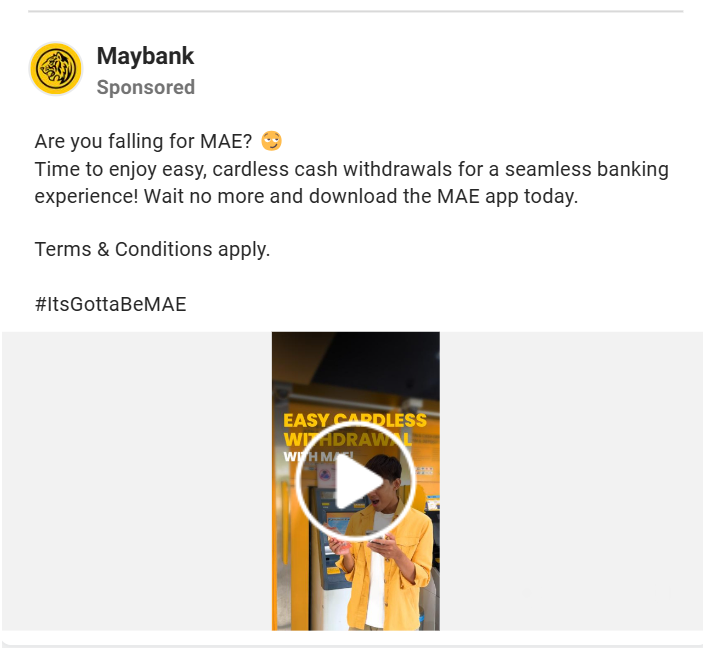 Maybank
Sponsored
Are you falling for MAE? 😏
Time to enjoy easy, cardless cash withdrawals for a seamless banking
experience! Wait no more and download the MAE app today.
Terms & Conditions apply.
#ItsGottaBeMAE
EASY CARDLESS
WITHDRAWAL
WITH MAE!